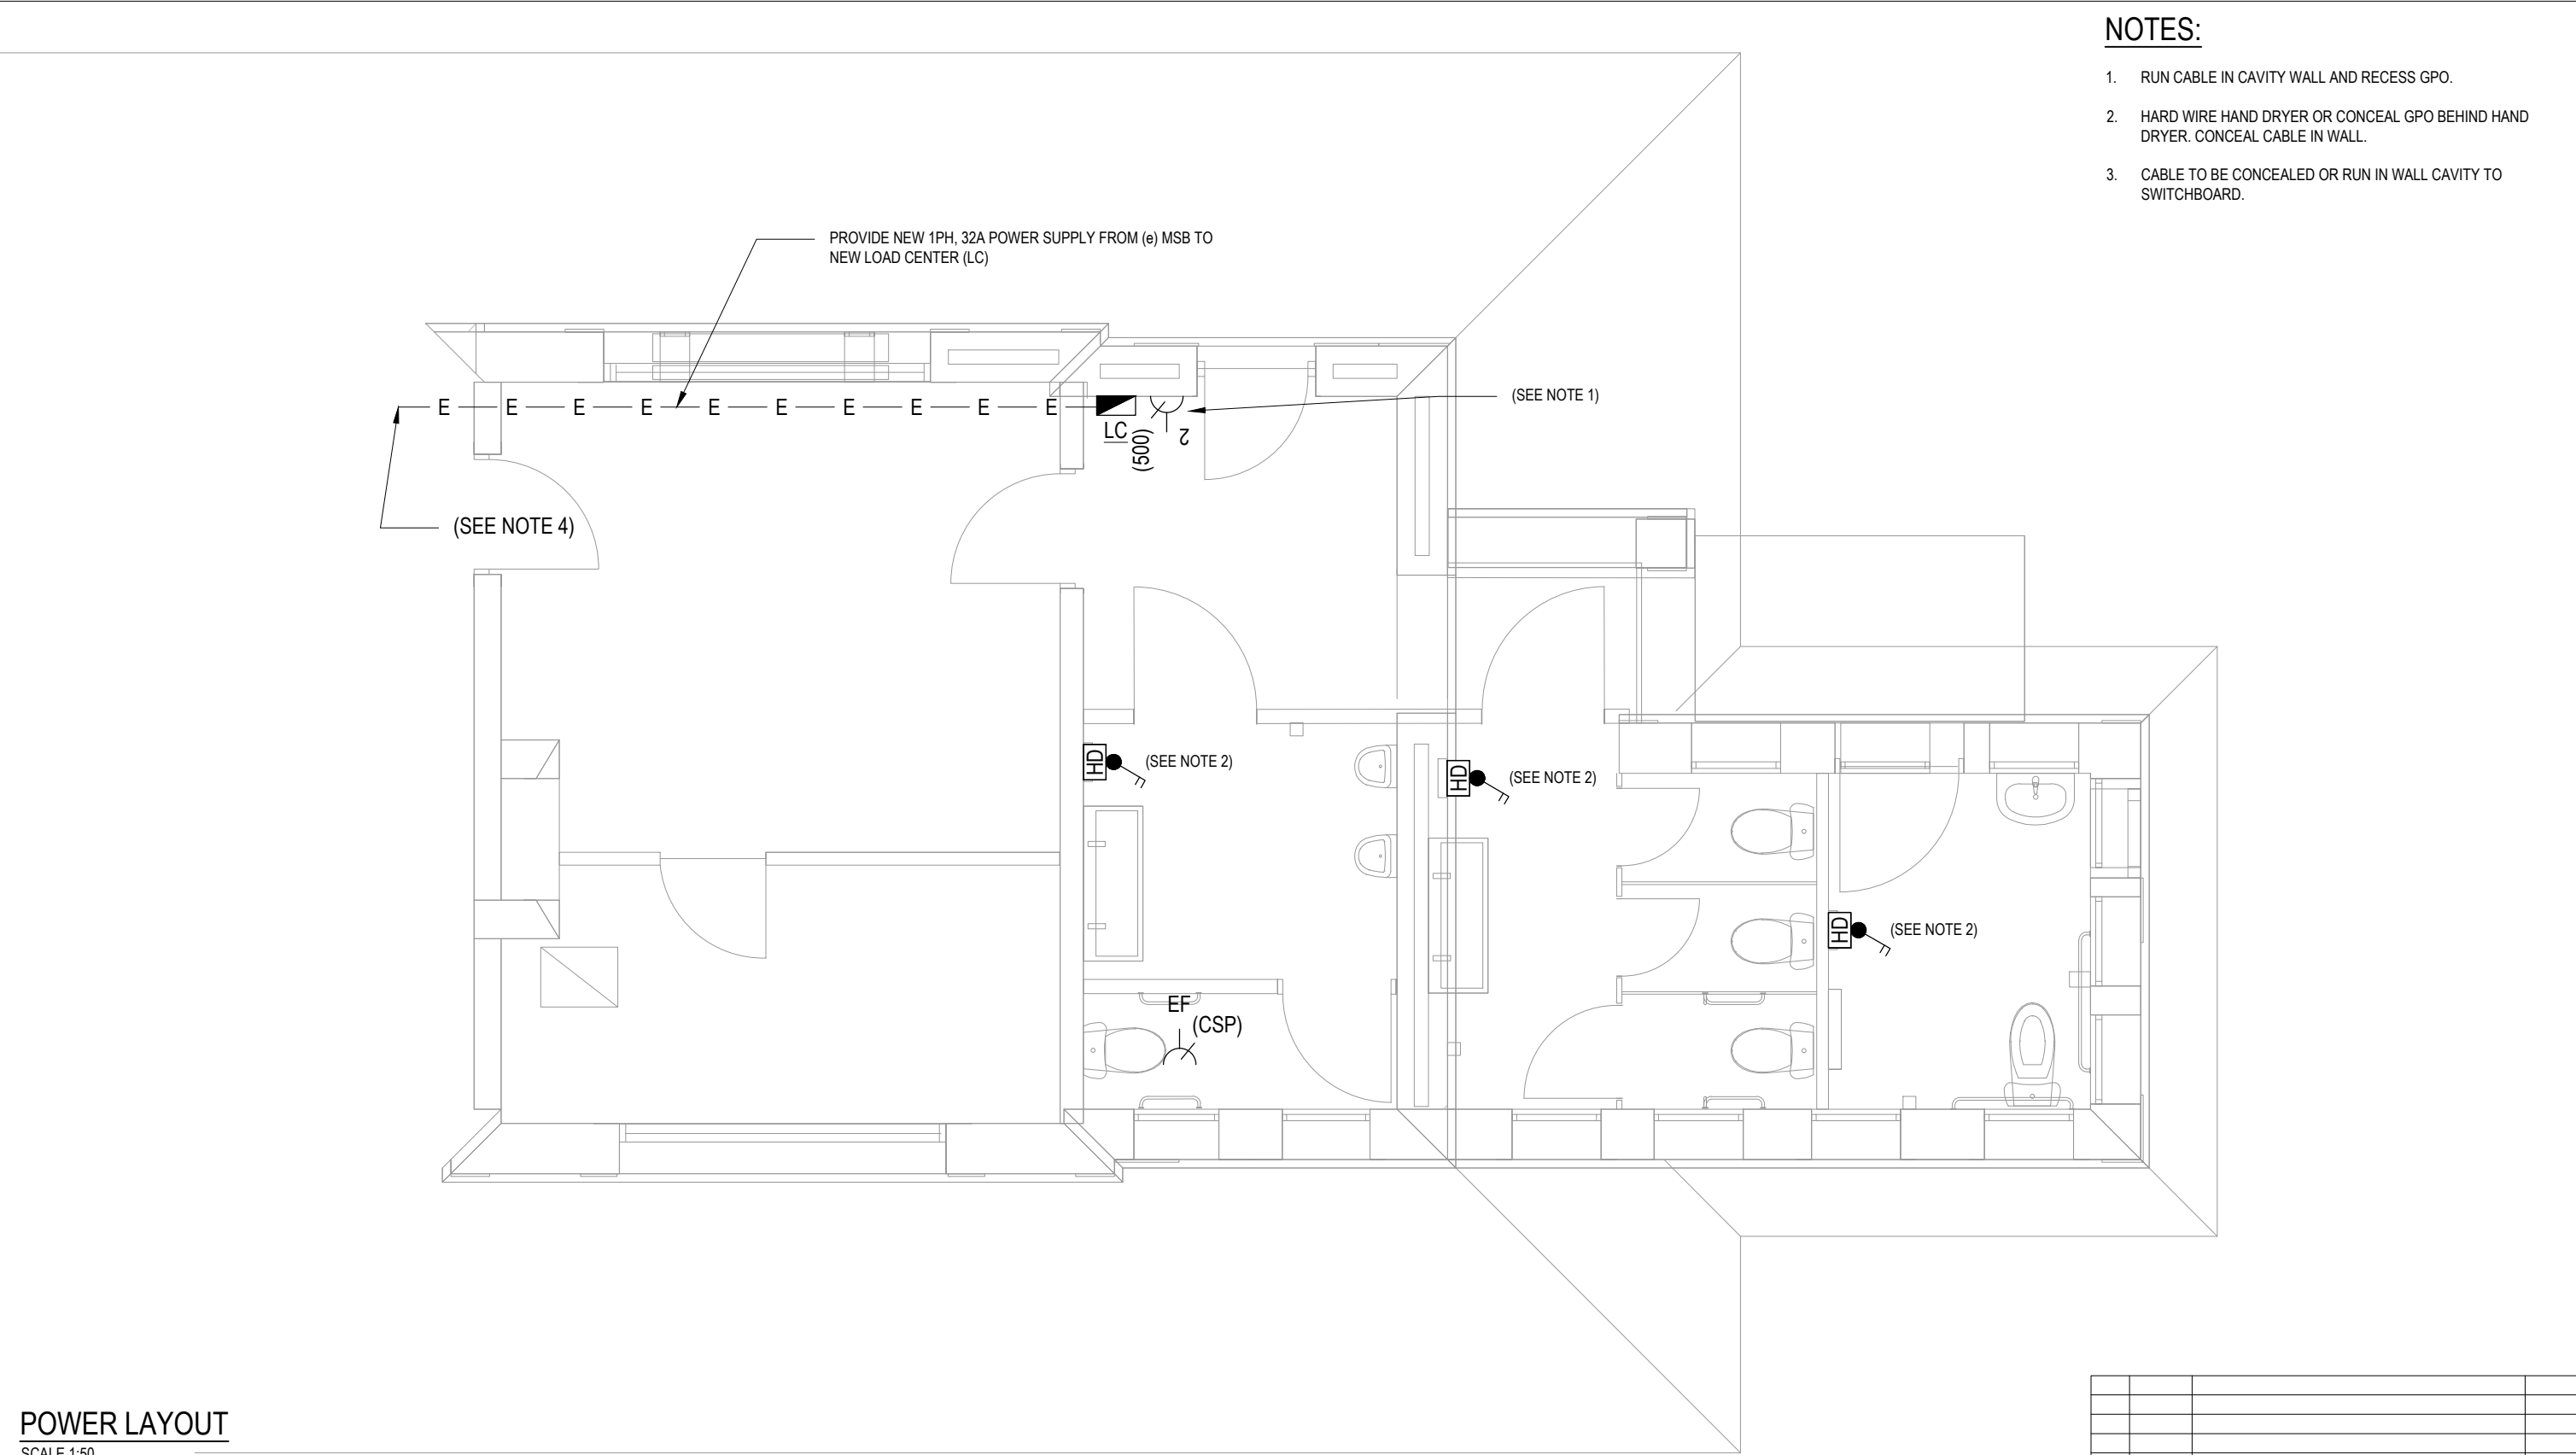 NOTES:
1. RUN CABLE IN CAVITY WALL AND RECESS GPO.
2. HARD WIRE HAND DRYER OR CONCEAL GPO BEHIND HAND
DRYER. CONCEAL CABLE IN WALL.
3. CABLE TO BE CONCEALED OR RUN IN WALL CAVITY TO
SWITCHBOARD.
PROVIDE NEW 1PH, 32A POWER SUPPLY FROM (e) MSB TO
NEW LOAD CENTER (LC)
(SEE NOTE 1)
E E E E E E E E E E
LC
(500)
2
(SEE NOTE 4)
HD
(SEE NOTE 2)
HD
(SEE NOTE 2)
HD
(SEE NOTE 2)
EF
(CSP)
POWER LAYOUT
SCALE 1:50